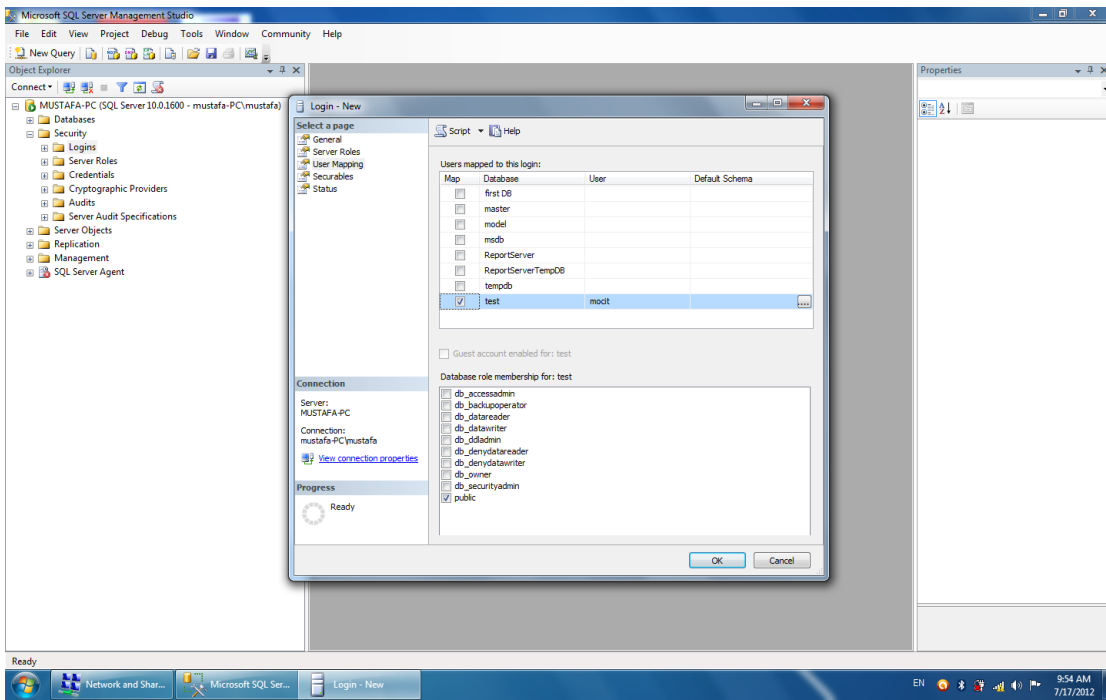 Microsoft SQL Server Management Studio
File Edit View Project Debug Tools Window Community Help
New Query
Object Explorer
Connect
MUSTAFA-PC (SQL Server 10.0.1600 - mustafa-PC\mustafa)
Databases
Security
Logins
Server Roles
Credentials
Cryptographic Providers
Audits
Server Audit Specifications
Server Objects
Replication
Management
SQL Server Agent
Login - New
Select a page
General
Server Roles
User Mapping
Securables
Status
Connection
Server:
MUSTAFA-PC
Connection:
mustafa-PC\mustafa
View connection properties
Progress
Ready
Script Help
Users mapped to this login:
Map Database User Default Schema
first DB
master
model
msdb
ReportServer
ReportServerTempDB
tempdb
test mocit ...
Guest account enabled for: test
Database role membership for: test
db_accessadmin
db_backupoperator
db_datareader
db_datawriter
db_ddladmin
db_denydatareader
db_denydatawriter
db_owner
db_securityadmin
public
OK Cancel
Properties
Ready
Network and Shar... Microsoft SQL Ser... Login - New
EN 9:54 AM
7/17/2012